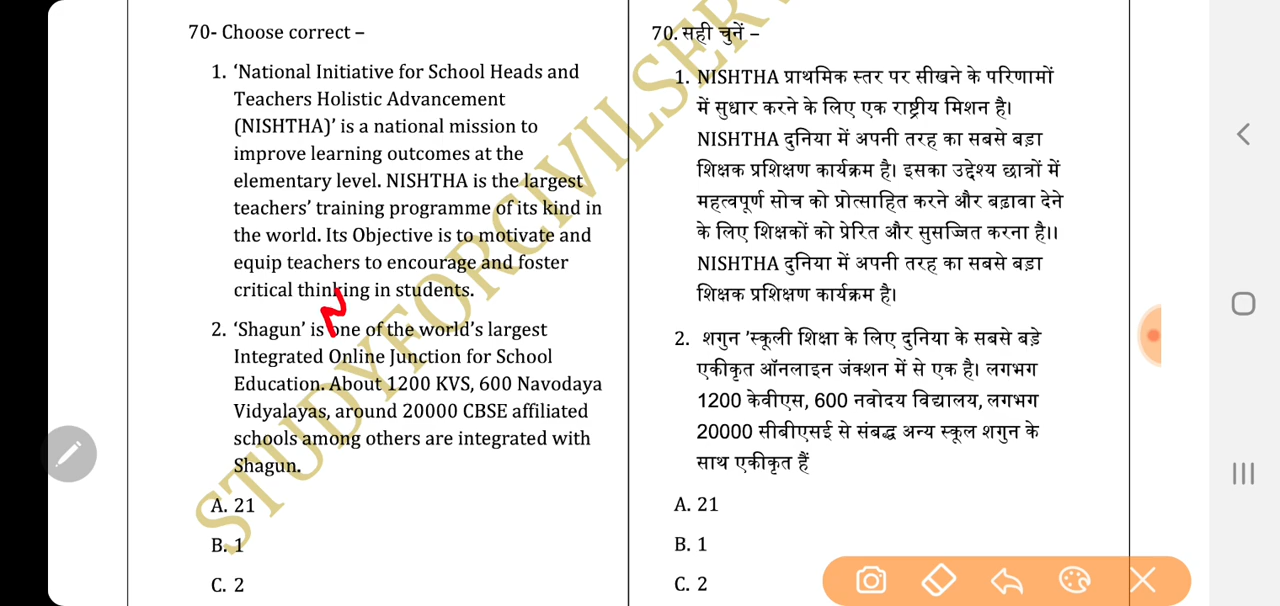 70- Choose correct –
1. ‘National Initiative for School Heads and
Teachers Holistic Advancement
(NISHTHA)’ is a national mission to
improve learning outcomes at the
elementary level. NISHTHA is the largest
teachers’ training programme of its kind in
the world. Its Objective is to motivate and
equip teachers to encourage and foster
critical thinking in students.
2. ‘Shagun’ is one of the world’s largest
Integrated Online Junction for School
Education. About 1200 KVS, 600 Navodaya
Vidyalayas, around 20000 CBSE affiliated
schools among others are integrated with
Shagun.
A. 21
B. 1
C. 2
70. सही चुनें –
1. NISHTHA प्राथमिक स्तर पर सीखने के परिणामों
में सुधार करने के लिए एक राष्ट्रीय मिशन है।
NISHTHA दुनिया में अपनी तरह का सबसे बड़ा
शिक्षक प्रशिक्षण कार्यक्रम है। इसका उद्देश्य छात्रों में
महत्वपूर्ण सोच को प्रोत्साहित करने और बढ़ावा देने
के लिए शिक्षकों को प्रेरित और सुसज्जित करना है।।
NISHTHA दुनिया में अपनी तरह का सबसे बड़ा
शिक्षक प्रशिक्षण कार्यक्रम है।
2. शगुन 'स्कूली शिक्षा के लिए दुनिया के सबसे बड़े
एकीकृत ऑनलाइन जंक्शन में से एक है। लगभग
1200 केवीएस, 600 नवोदय विद्यालय, लगभग
20000 सीबीएसई से संबद्ध अन्य स्कूल शगुन के
साथ एकीकृत हैं
A. 21
B. 1
C. 2
STUDYFORCIVILSERV